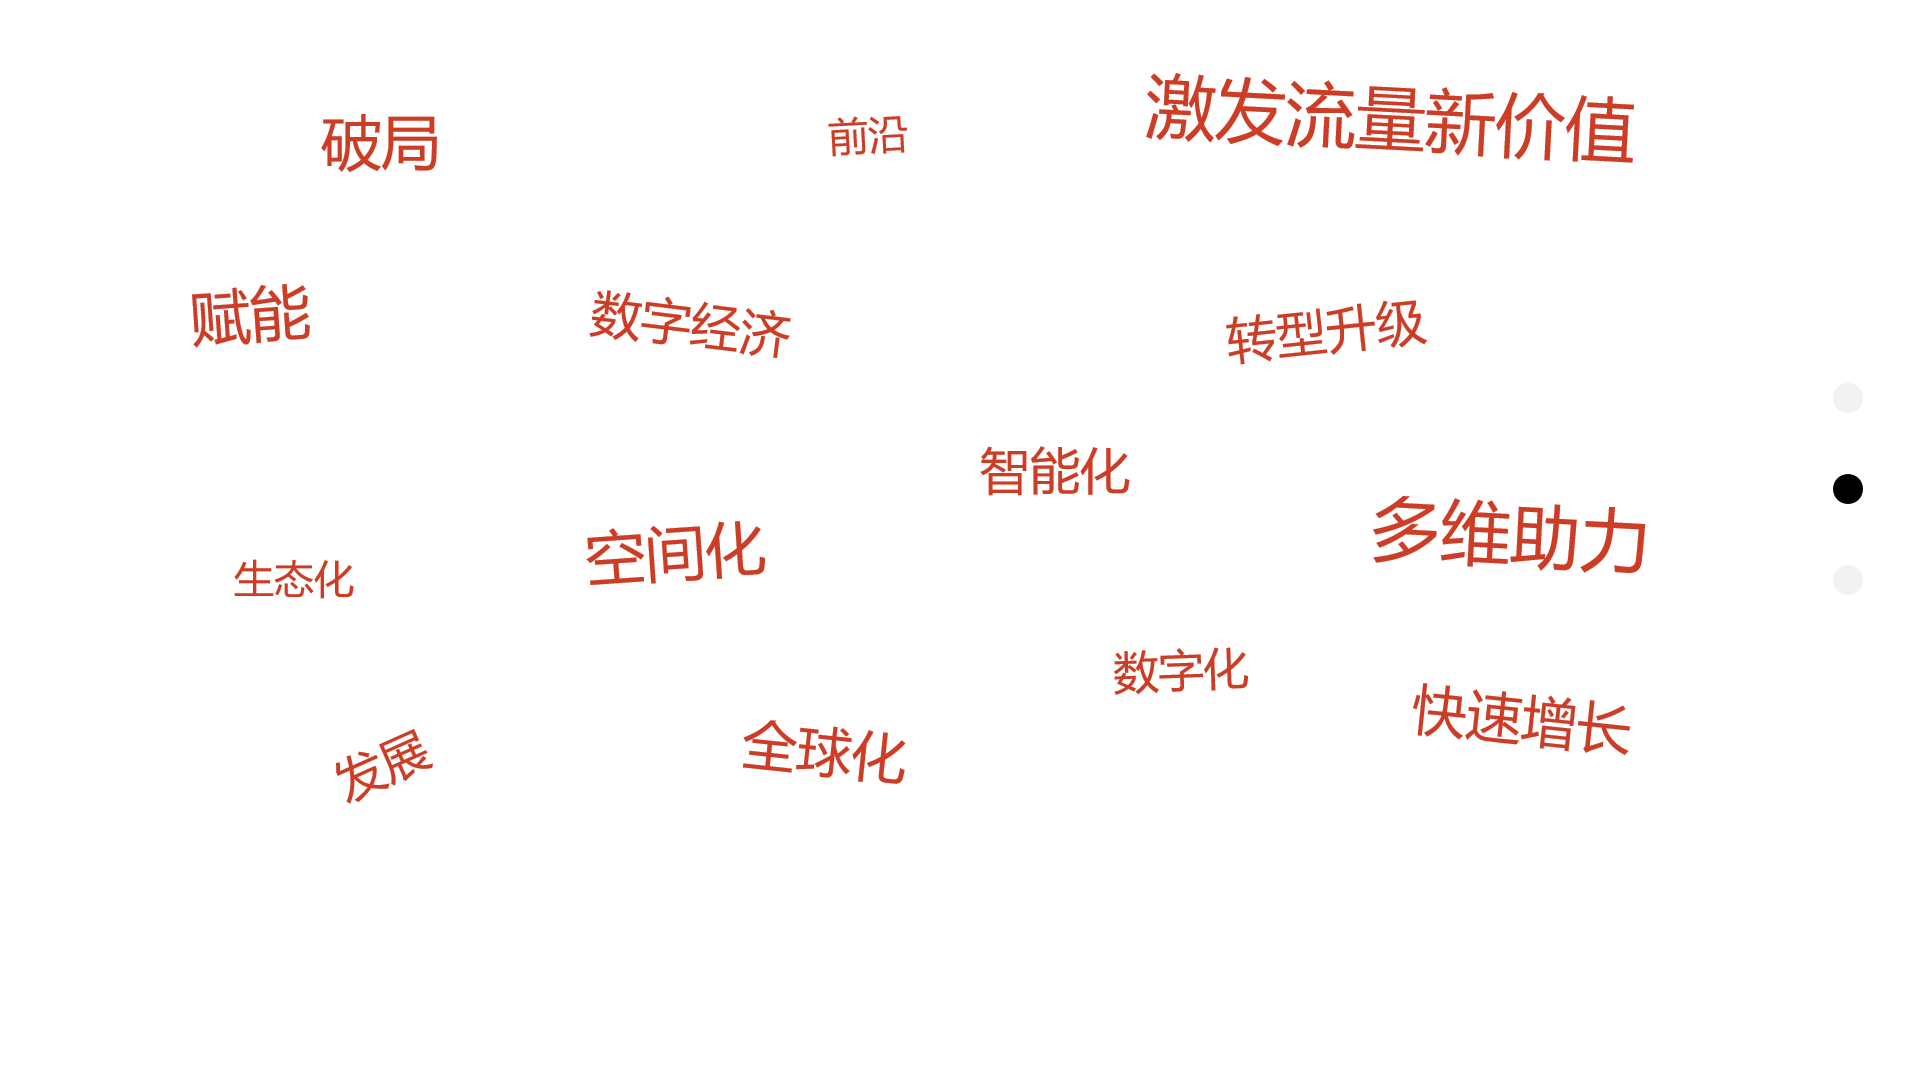 破局
前沿
激发流量新价值
赋能
数字经济
转型升级
智能化
多维助力
空间化
生态化
数字化
快速增长
全球化
发展